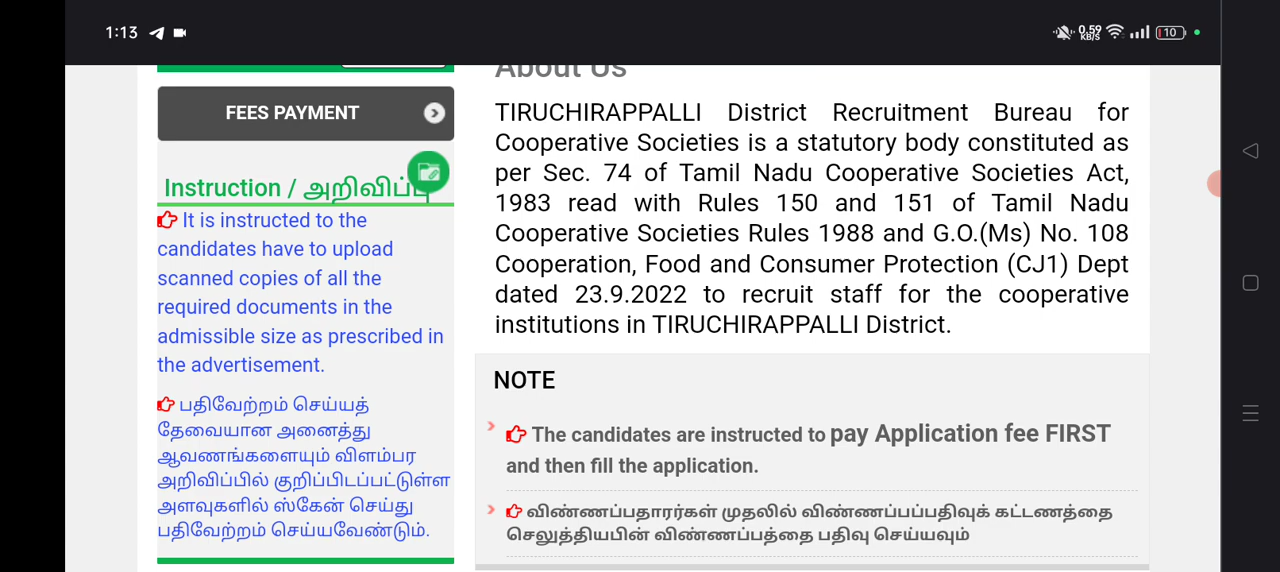 1:13
0.59
KB/S
10
FEES PAYMENT
Instruction / அறிவிப்பு
It is instructed to the
candidates have to upload
scanned copies of all the
required documents in the
admissible size as prescribed in
the advertisement.
பதிவேற்றம் செய்யத்
தேவையான அனைத்து
ஆவணங்களையும் விளம்பர
அறிவிப்பில் குறிப்பிடப்பட்டுள்ள
அளவுகளில் ஸ்கேன் செய்து
பதிவேற்றம் செய்யவேண்டும்.
About Us
TIRUCHIRAPPALLI District Recruitment Bureau for
Cooperative Societies is a statutory body constituted as
per Sec. 74 of Tamil Nadu Cooperative Societies Act,
1983 read with Rules 150 and 151 of Tamil Nadu
Cooperative Societies Rules 1988 and G.O.(Ms) No. 108
Cooperation, Food and Consumer Protection (CJ1) Dept
dated 23.9.2022 to recruit staff for the cooperative
institutions in TIRUCHIRAPPALLI District.
NOTE
The candidates are instructed to pay Application fee FIRST
and then fill the application.
விண்ணப்பதாரர்கள் முதலில் விண்ணப்பப்பதிவுக் கட்டணத்தை
செலுத்தியபின் விண்ணப்பத்தை பதிவு செய்யவும்